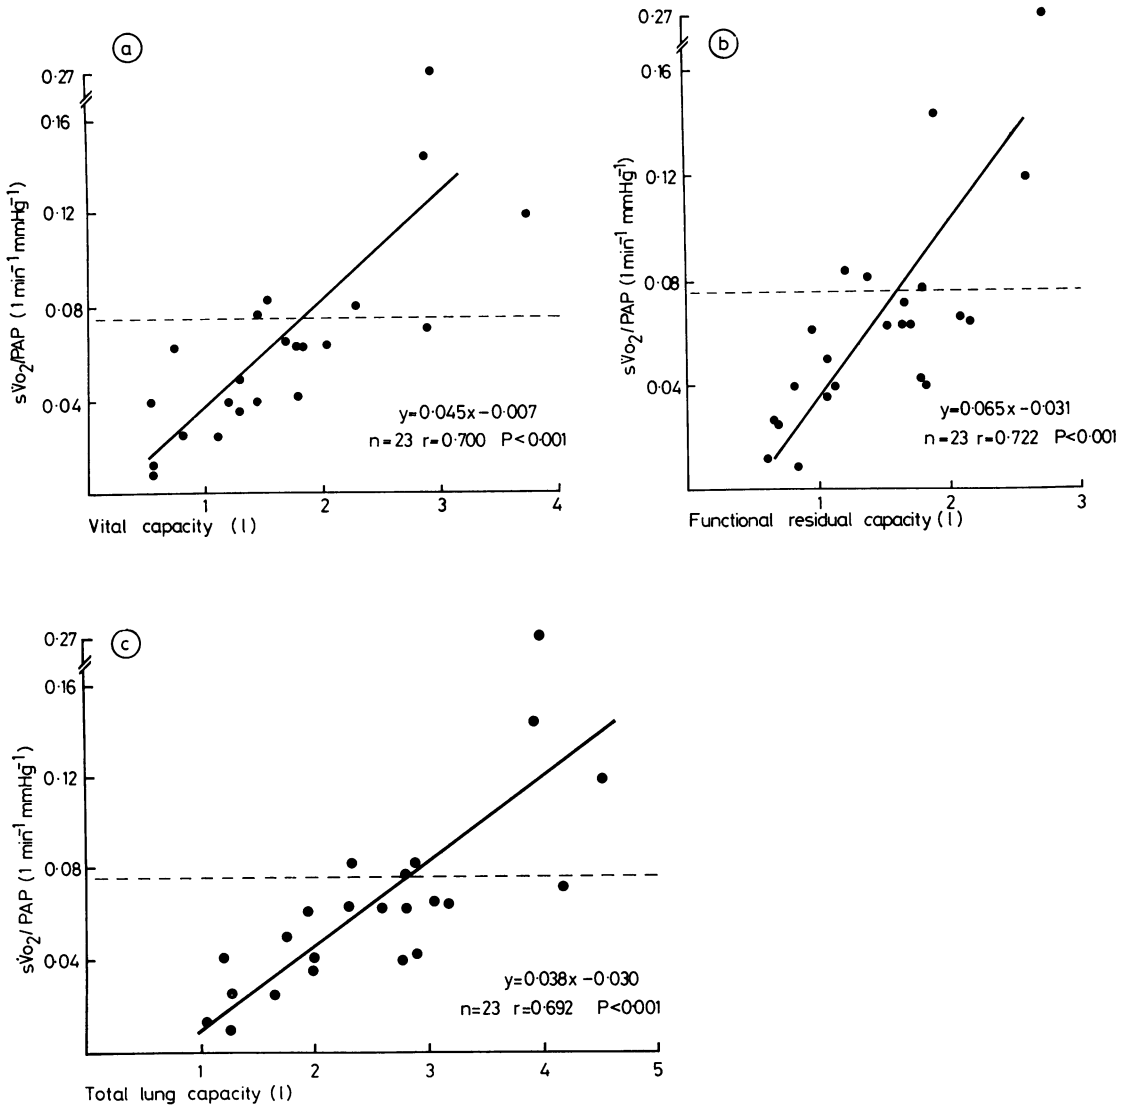 a
0·27
0·16
0·12
0·08
0·04
sV̇o₂/PAP (1 min⁻¹ mmHg⁻¹)
y=0·045x−0·007
n=23 r=0·700 P<0·001
1 2 3 4
Vital capacity (l)
b
0·27
0·16
0·12
0·08
0·04
sV̇o₂/PAP (1 min⁻¹ mmHg⁻¹)
y=0·065x−0·031
n=23 r=0·722 P<0·001
1 2 3
Functional residual capacity (l)
c
0·27
0·16
0·12
0·08
0·04
sV̇o₂/PAP (1 min⁻¹ mmHg⁻¹)
y=0·038x−0·030
n=23 r=0·692 P<0·001
1 2 3 4 5
Total lung capacity (l)